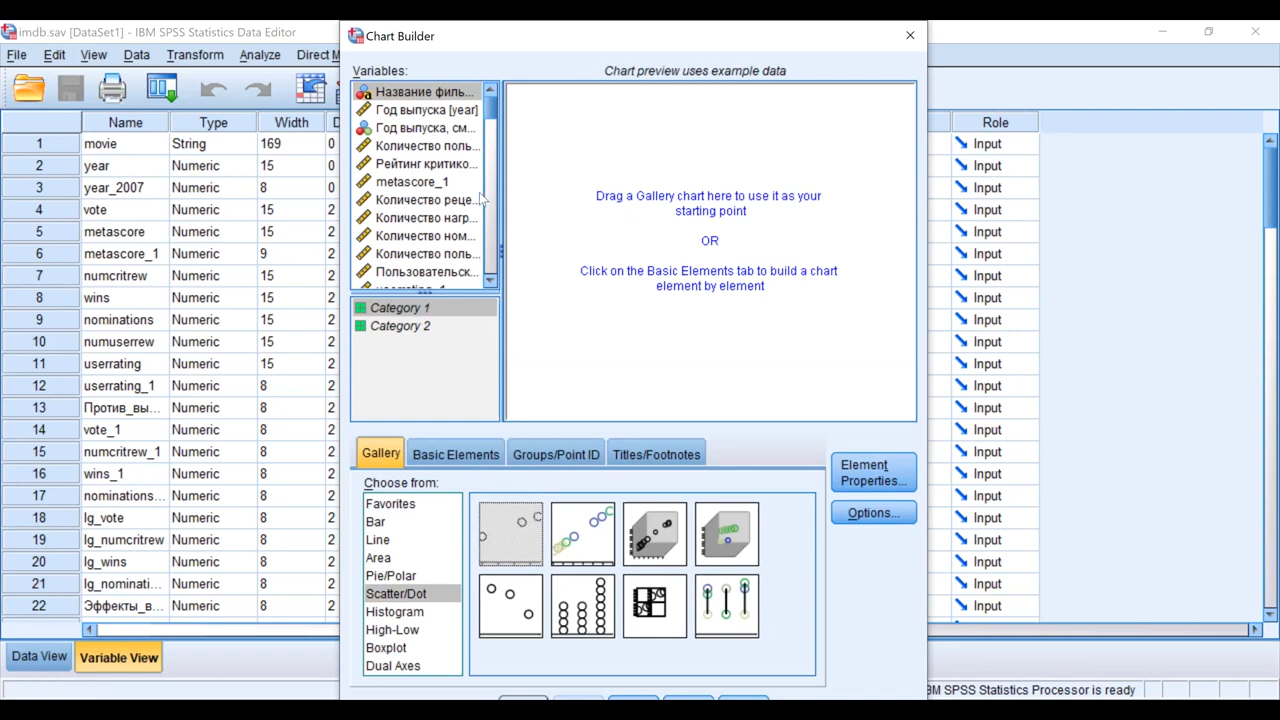 imdb.sav [DataSet1] - IBM SPSS Statistics Data Editor
File Edit View Data Transform Analyze Direct M
Chart Builder
Variables:
Chart preview uses example data
Название филь...
Год выпуска [year]
Год выпуска, см...
Количество поль...
Рейтинг критико...
metascore_1
Количество реце...
Количество нагр...
Количество ном...
Количество поль...
Пользовательск...
Category 1
Category 2
Drag a Gallery chart here to use it as your
starting point
OR
Click on the Basic Elements tab to build a chart
element by element
Gallery Basic Elements Groups/Point ID Titles/Footnotes
Choose from:
Favorites
Bar
Line
Area
Pie/Polar
Scatter/Dot
Histogram
High-Low
Boxplot
Dual Axes
Element
Properties...
Options...
Name Type Width D Role
1 movie String 169 0 Input
2 year Numeric 15 0 Input
3 year_2007 Numeric 8 0 Input
4 vote Numeric 15 2 Input
5 metascore Numeric 15 2 Input
6 metascore_1 Numeric 9 2 Input
7 numcritrew Numeric 15 2 Input
8 wins Numeric 15 2 Input
9 nominations Numeric 15 2 Input
10 numuserrew Numeric 15 2 Input
11 userrating Numeric 15 2 Input
12 userrating_1 Numeric 8 2 Input
13 Против_вы... Numeric 8 2 Input
14 vote_1 Numeric 8 2 Input
15 numcritrew_1 Numeric 8 2 Input
16 wins_1 Numeric 8 2 Input
17 nominations... Numeric 8 2 Input
18 lg_vote Numeric 8 2 Input
19 lg_numcritrew Numeric 8 2 Input
20 lg_wins Numeric 8 2 Input
21 lg_nominati... Numeric 8 2 Input
22 Эффекты_в... Numeric 8 2 Input
Data View Variable View
BM SPSS Statistics Processor is ready